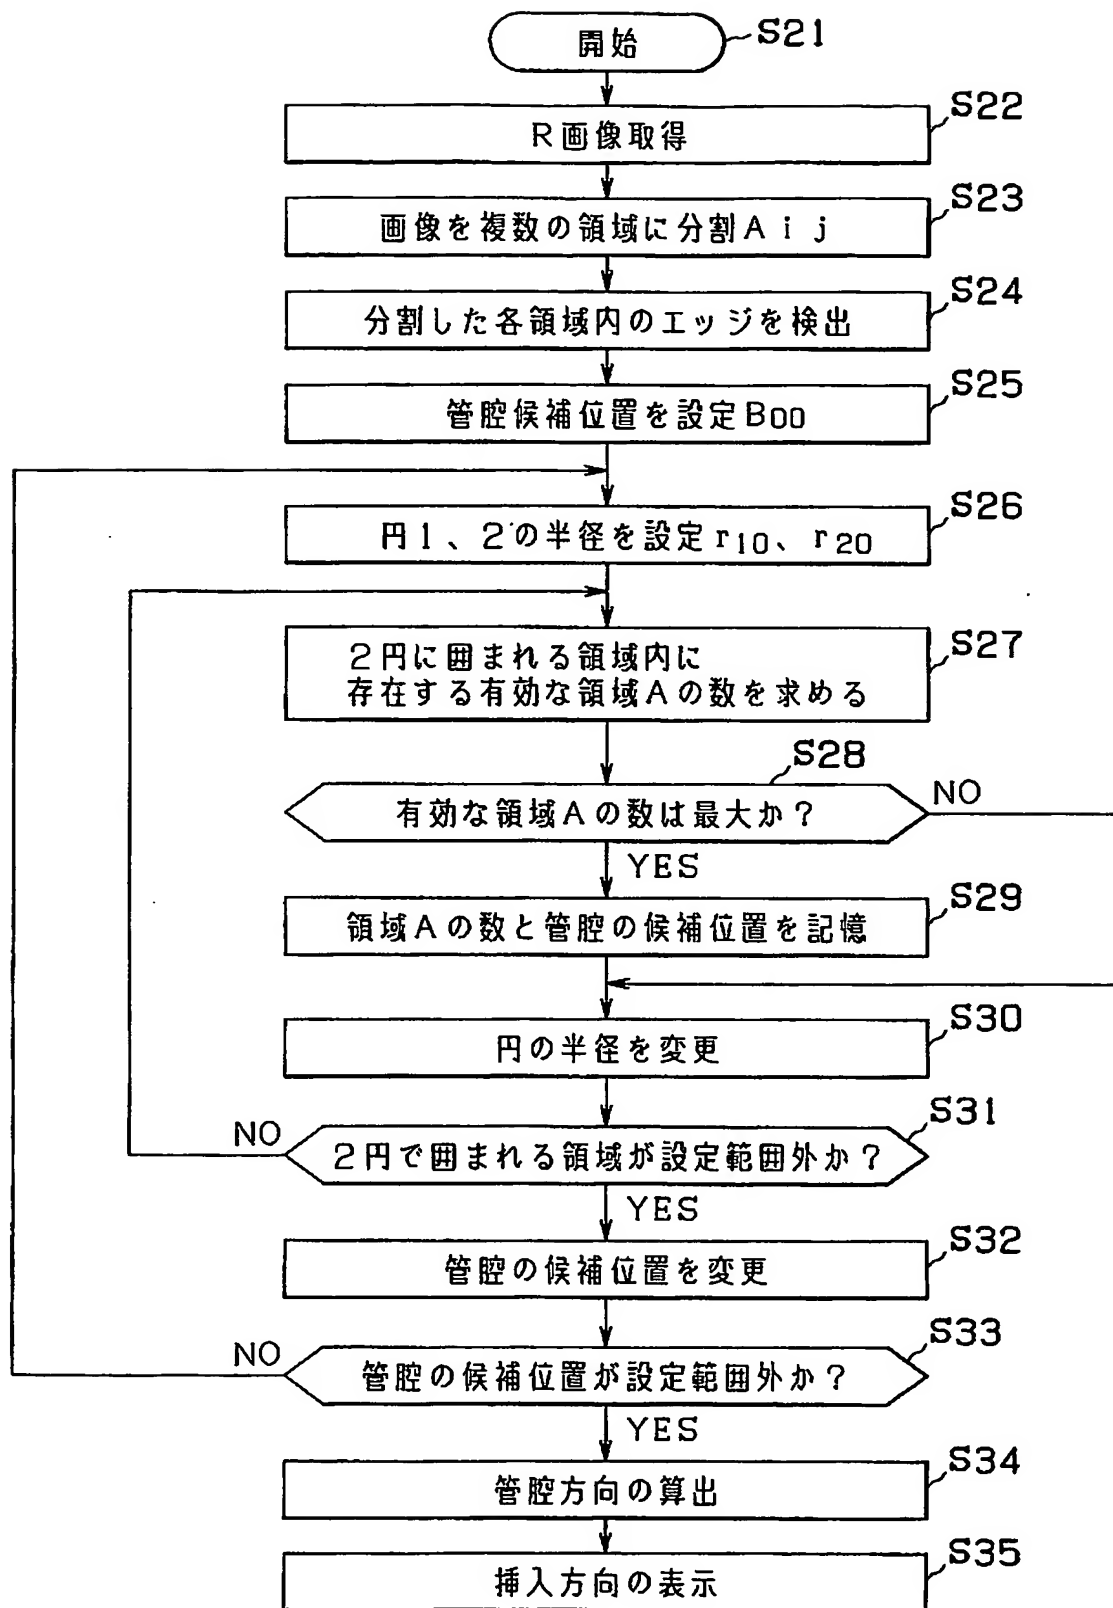 開始
S21
S22
R画像取得
S23
画像を複数の領域に分割Aij
S24
分割した各領域内のエッジを検出
S25
管腔候補位置を設定B00
S26
円1、2の半径を設定r10、r20
S27
2円に囲まれる領域内に
存在する有効な領域Aの数を求める
S28
有効な領域Aの数は最大か?
NO
YES
S29
領域Aの数と管腔の候補位置を記憶
S30
円の半径を変更
S31
NO
2円で囲まれる領域が設定範囲外か?
YES
S32
管腔の候補位置を変更
S33
NO
管腔の候補位置が設定範囲外か?
YES
S34
管腔方向の算出
S35
挿入方向の表示